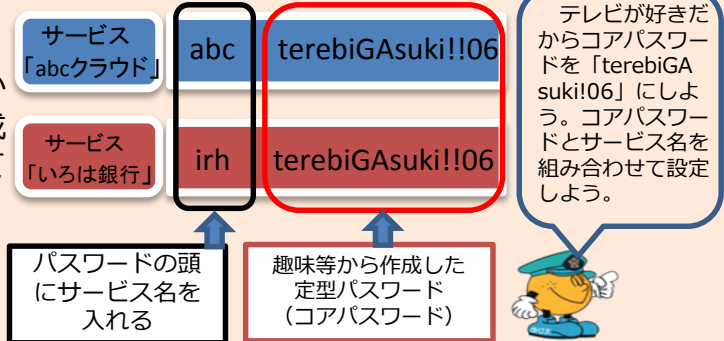 サービス
「abcクラウド」
abc
terebiGAsuki!!06
サービス
「いろは銀行」
irh
terebiGAsuki!!06
パスワードの頭
にサービス名を
入れる
趣味等から作成した
定型パスワード
（コアパスワード）
テレビが好きだ
からコアパスワー
ドを「terebiGA
suki!06」にしよ
う。コアパスワー
ドとサービス名を
組み合わせて設定
しよう。